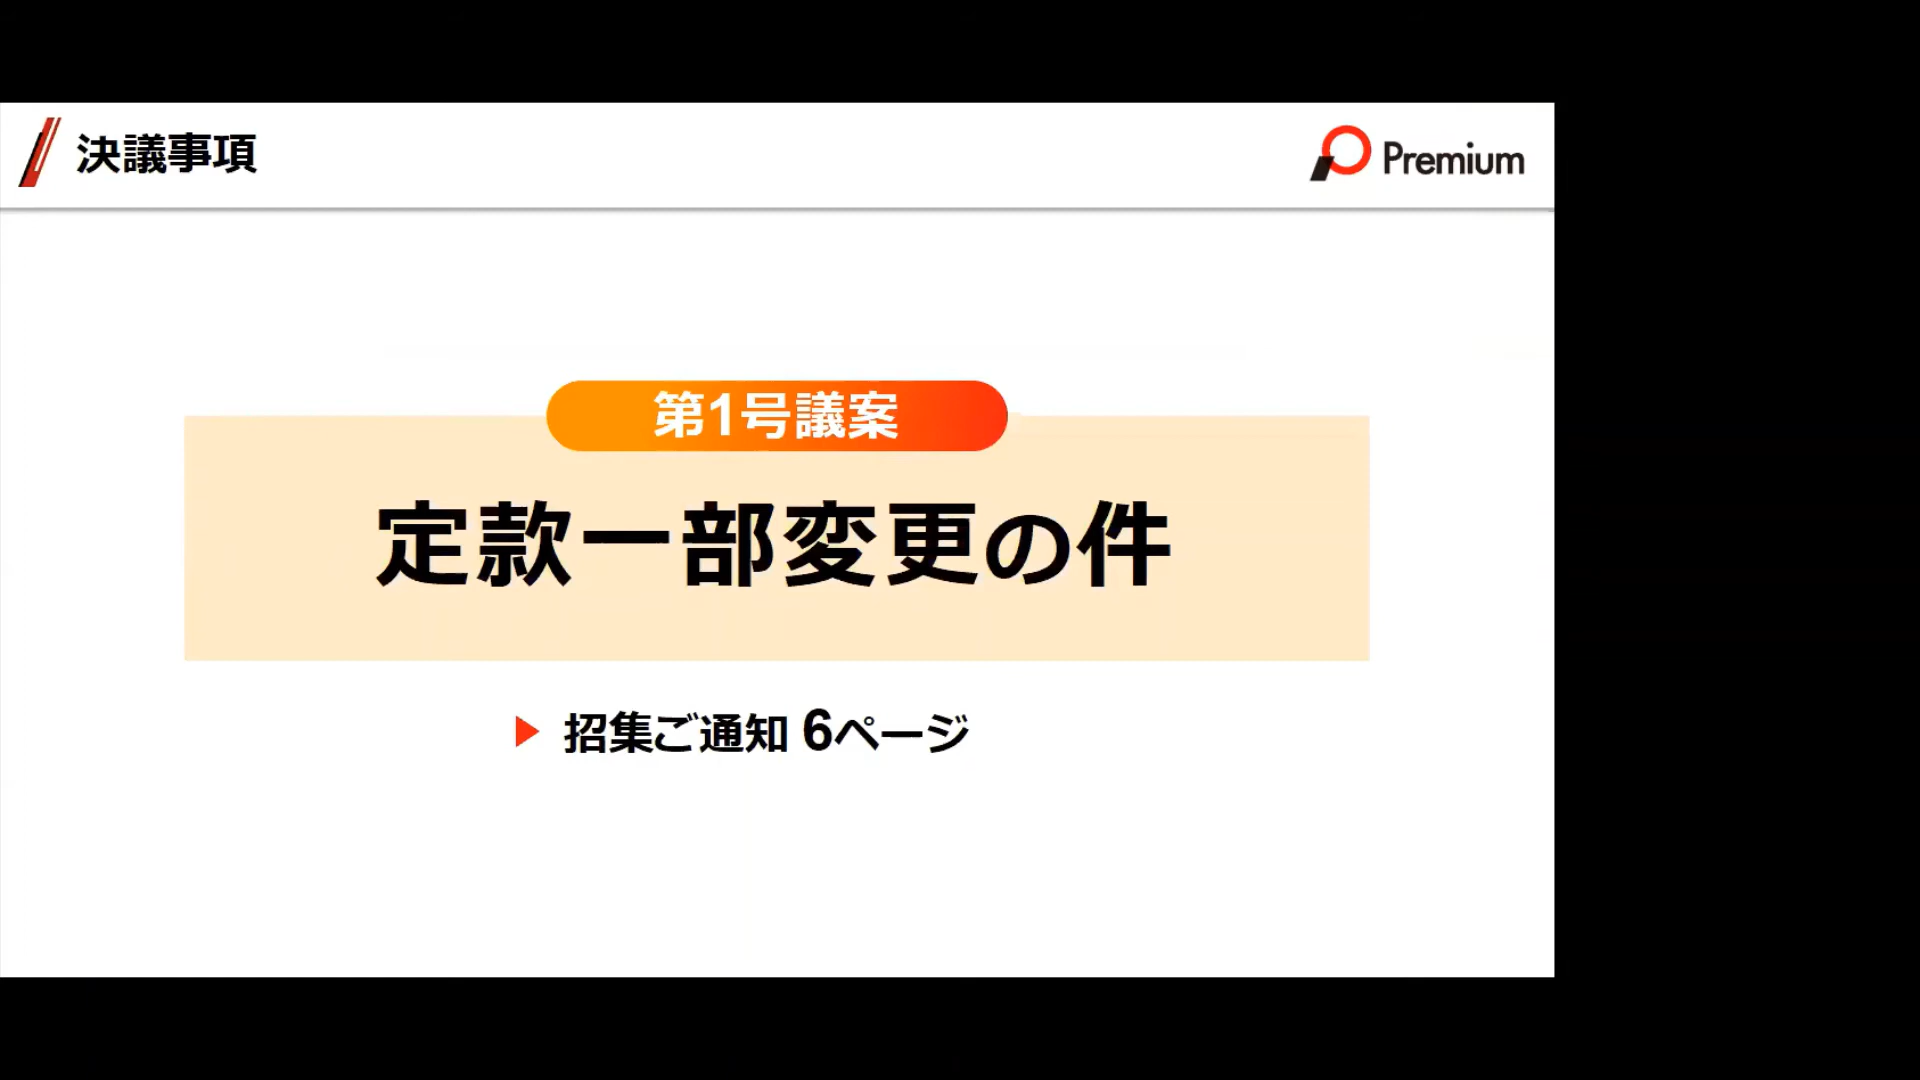 決議事項
Premium
第1号議案
定款一部変更の件
招集ご通知 6ページ